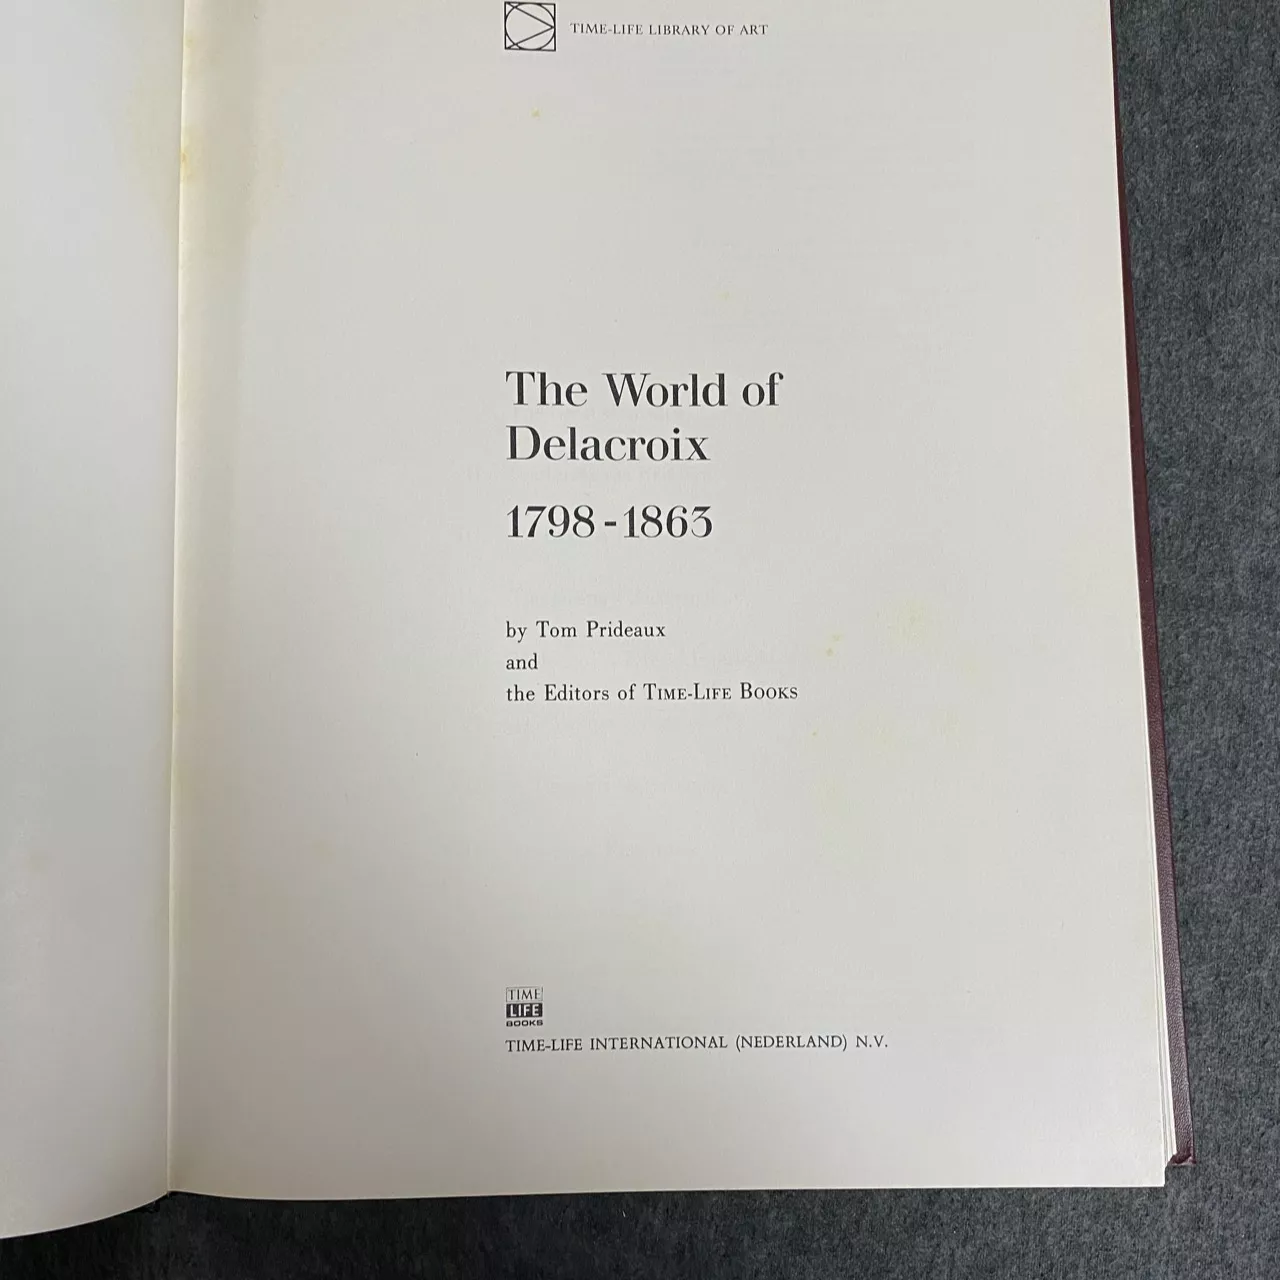 TIME-LIFE LIBRARY OF ART
The World of
Delacroix
1798-1863
by Tom Prideaux
and
the Editors of TIME-LIFE BOOKS
TIME
LIFE
BOOKS
TIME-LIFE INTERNATIONAL (NEDERLAND) N.V.